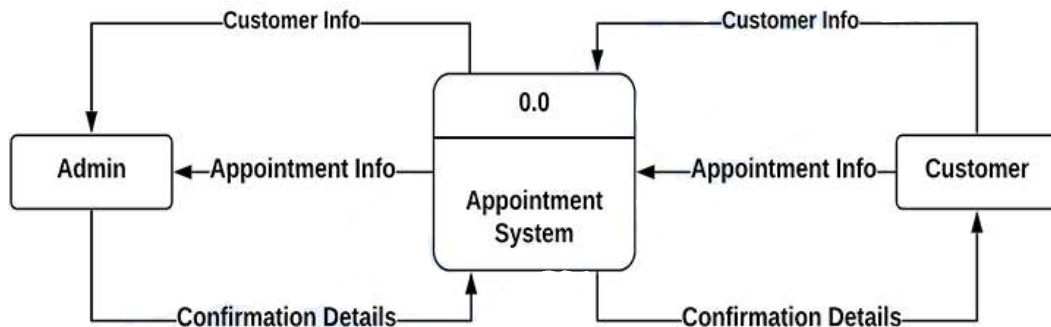 Customer Info
Customer Info
0.0
Admin
Appointment Info
Appointment Info
Customer
Appointment
System
Confirmation Details
Confirmation Details